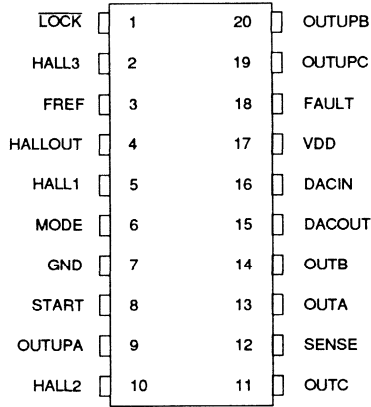 LOCK 1 20 OUTUPB
HALL3 2 19 OUTUPC
FREF 3 18 FAULT
HALLOUT 4 17 VDD
HALL1 5 16 DACIN
MODE 6 15 DACOUT
GND 7 14 OUTB
START 8 13 OUTA
OUTUPA 9 12 SENSE
HALL2 10 11 OUTC